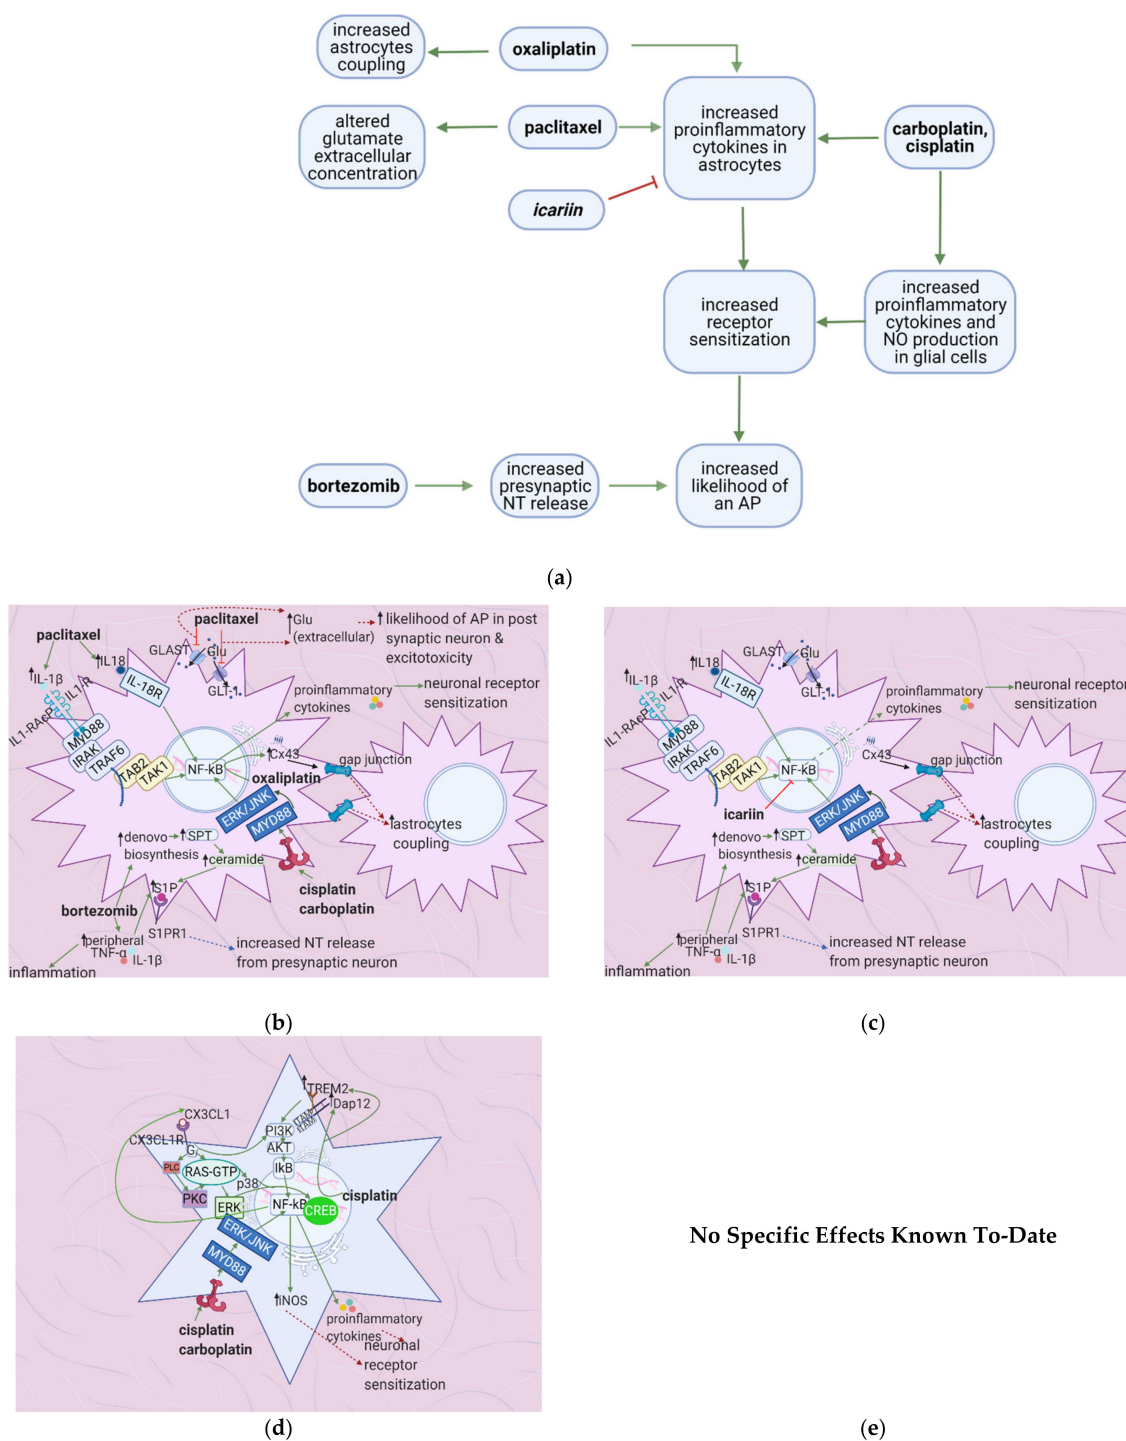 increased
astrocytes
coupling
oxaliplatin
altered
glutamate
extracellular
concentration
paclitaxel
increased
proinflammatory
cytokines in
astrocytes
carboplatin,
cisplatin
icariin
increased
receptor
sensitization
increased
proinflammatory
cytokines and
NO production
in glial cells
bortezomib
increased
presynaptic
NT release
increased
likelihood of
an AP
(a)
paclitaxel
paclitaxel
Glu
(extracellular)
likelihood of AP in post
synaptic neuron &
excitotoxicity
IL-1β
IL18
IL-18R
GLAST
Glu
GLT-1
IL1-RAcP
IL1-R
MYD88
IRAK
TRAF6
TAB2
TAK1
NF-kB
proinflammatory
cytokines
neuronal receptor
sensitization
Cx43
gap junction
oxaliplatin
ERK/JNK
MYD88
astrocytes
coupling
denovo
biosynthesis
SPT
ceramide
S1P
cisplatin
carboplatin
bortezomib
S1PR1
peripheral
TNF-α
IL-1β
inflammation
increased NT release
from presynaptic neuron
(b)
IL-1β
IL18
IL-18R
GLAST
Glu
GLT-1
IL1-RAcP
IL1-R
MYD88
IRAK
TRAF6
TAB2
TAK1
NF-kB
proinflammatory
cytokines
neuronal receptor
sensitization
Cx43
gap junction
icariin
ERK/JNK
MYD88
astrocytes
coupling
denovo
biosynthesis
SPT
ceramide
S1P
S1PR1
peripheral
TNF-α
IL-1β
inflammation
increased NT release
from presynaptic neuron
(c)
CX3CL1
CX3CL1R
Gi
PLC
RAS-GTP
PKC
ERK
p38
TREM2
Dap12
ITAM
ITAM
PI3K
AKT
IkB
NF-kB
CREB
cisplatin
ERK/JNK
MYD88
cisplatin
carboplatin
iNOS
proinflammatory
cytokines
neuronal
receptor
sensitization
(d)
No Specific Effects Known To-Date
(e)